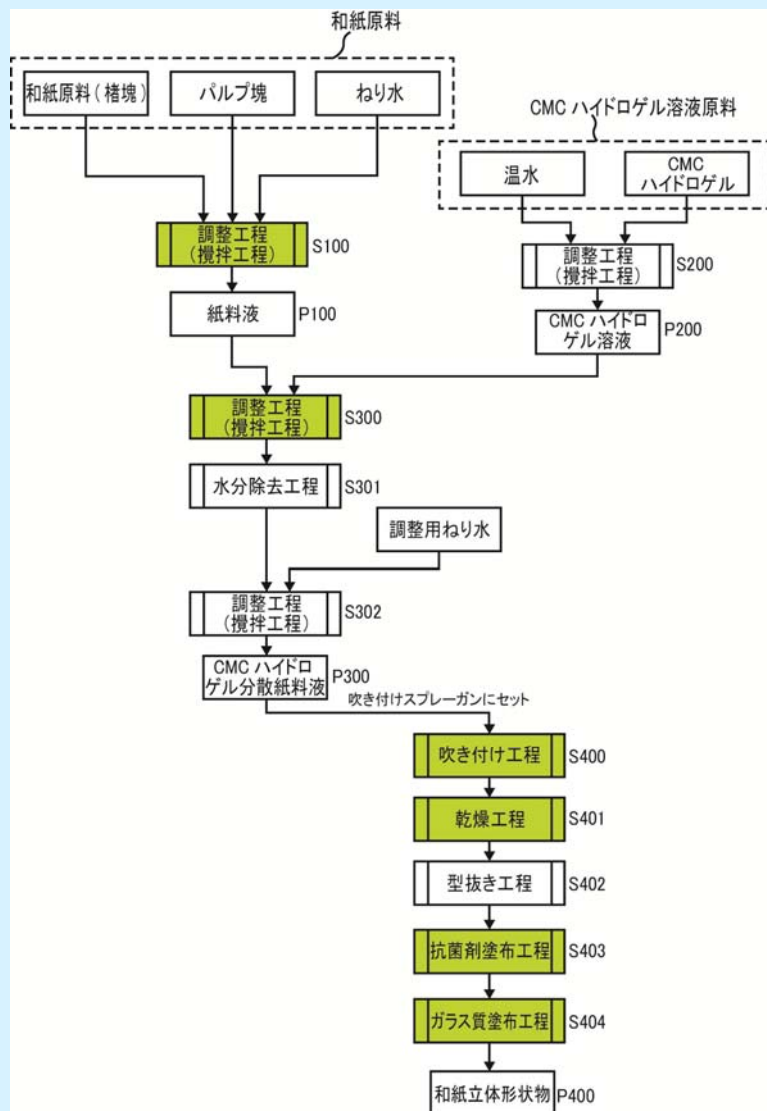 和紙原料
和紙原料(楮塊)
パルプ塊
ねり水
CMC ハイドロゲル溶液原料
温水
CMC
ハイドロゲル
調整工程
(攪拌工程)
S100
調整工程
(攪拌工程)
S200
紙料液
P100
CMC ハイドロ
ゲル溶液
P200
調整工程
(攪拌工程)
S300
水分除去工程
S301
調整用ねり水
調整工程
(攪拌工程)
S302
CMC ハイドロ
ゲル分散紙料液
P300
吹き付けスプレーガンにセット
吹き付け工程
S400
乾燥工程
S401
型抜き工程
S402
抗菌剤塗布工程
S403
ガラス質塗布工程
S404
和紙立体形状物
P400